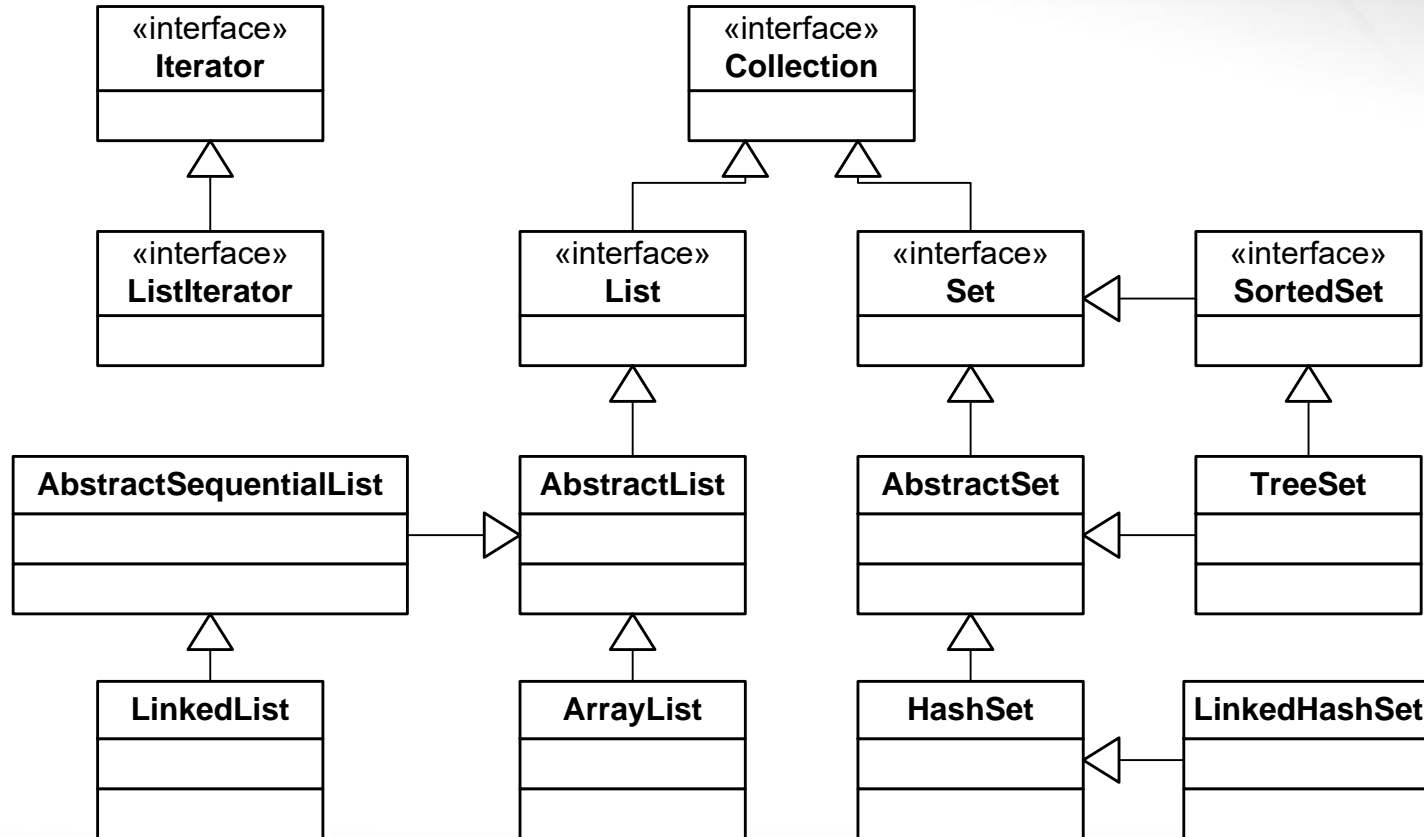 «interface»
Iterator
«interface»
Collection
«interface»
ListIterator
«interface»
List
«interface»
Set
«interface»
SortedSet
AbstractSequentialList
AbstractList
AbstractSet
TreeSet
LinkedList
ArrayList
HashSet
LinkedHashSet